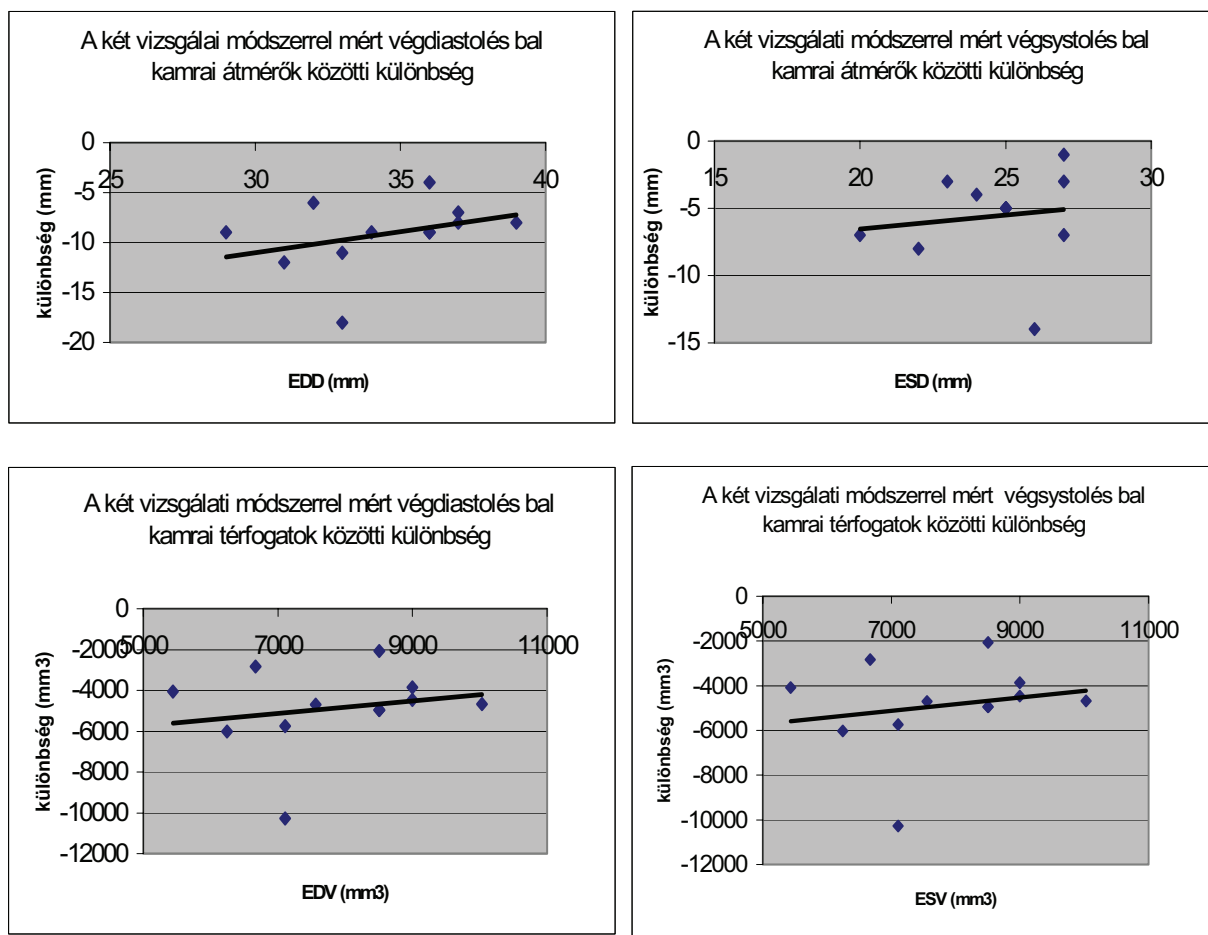 A két vizsgálai módszerrel mért végdiastolés bal
kamrai átmérők közötti különbség
0
25 30 35 40
-5
-10
-15
-20
különbség (mm)
EDD (mm)
A két vizsgálati módszerrel mért végsystolés bal
kamrai átmérők közötti különbség
0
15 20 25 30
-5
-10
-15
különbség (mm)
ESD (mm)
A két vizsgálati módszerrel mért végdiastolés bal
kamrai térfogatok közötti különbség
0
5000 7000 9000 11000
-2000
-4000
-6000
-8000
-10000
-12000
különbség (mm3)
EDV (mm3)
A két vizsgálati módszerrel mért végsystolés bal
kamrai térfogatok közötti különbség
0
5000 7000 9000 11000
-2000
-4000
-6000
-8000
-10000
-12000
különbség (mm3)
ESV (mm3)